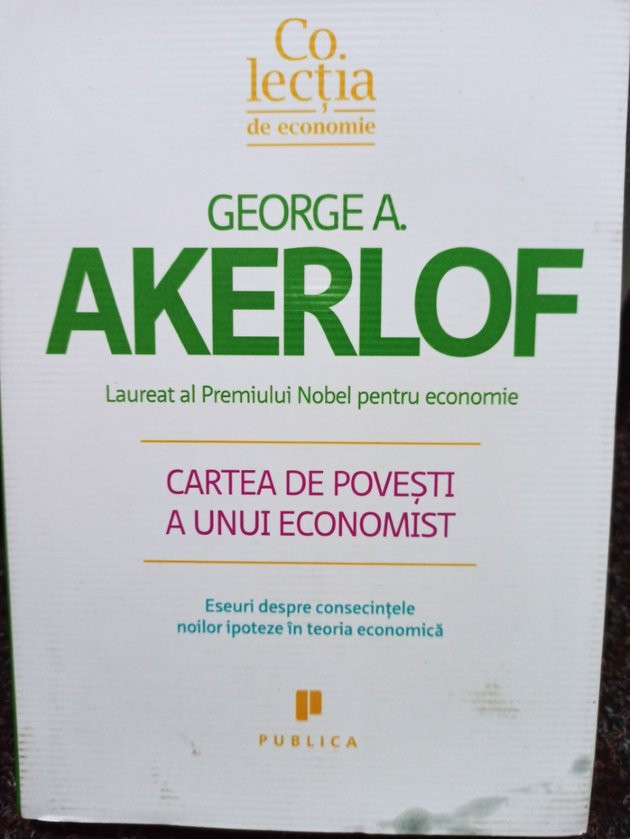 Co.
lecția
de economie
GEORGE A.
AKERLOF
Laureat al Premiului Nobel pentru economie
CARTEA DE POVEȘTI
A UNUI ECONOMIST
Eseuri despre consecințele
noilor ipoteze în teoria economică
PUBLICA